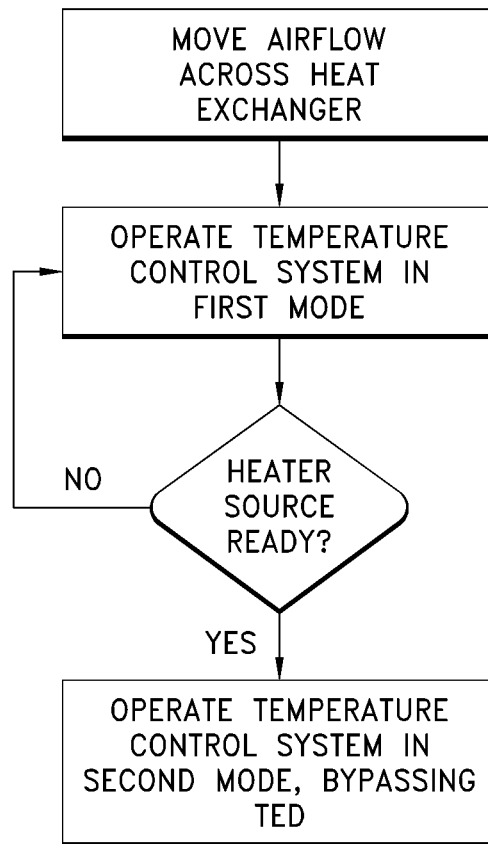 MOVE AIRFLOW
ACROSS HEAT
EXCHANGER
OPERATE TEMPERATURE
CONTROL SYSTEM IN
FIRST MODE
HEATER
SOURCE
READY?
NO
YES
OPERATE TEMPERATURE
CONTROL SYSTEM IN
SECOND MODE, BYPASSING
TED